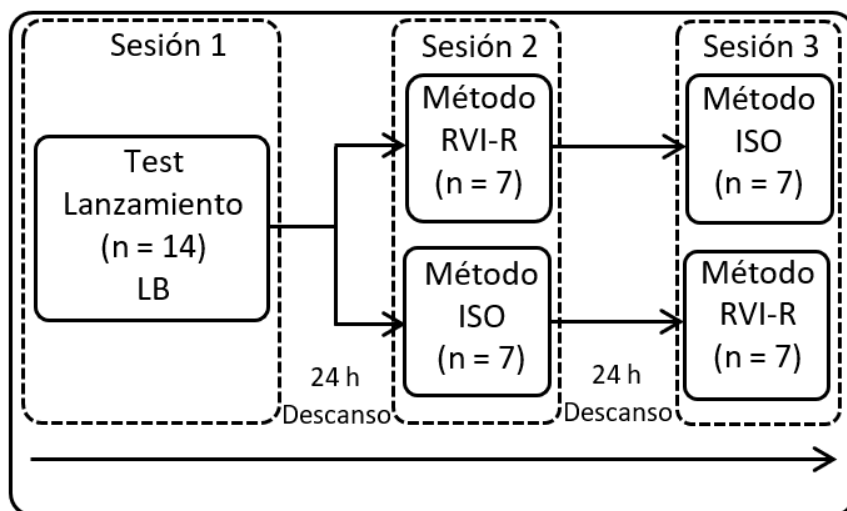 Sesión 1
Test
Lanzamiento
(n = 14)
LB
24 h
Descanso
Sesión 2
Método
RVI-R
(n = 7)
Método
ISO
(n = 7)
24 h
Descanso
Sesión 3
Método
ISO
(n = 7)
Método
RVI-R
(n = 7)